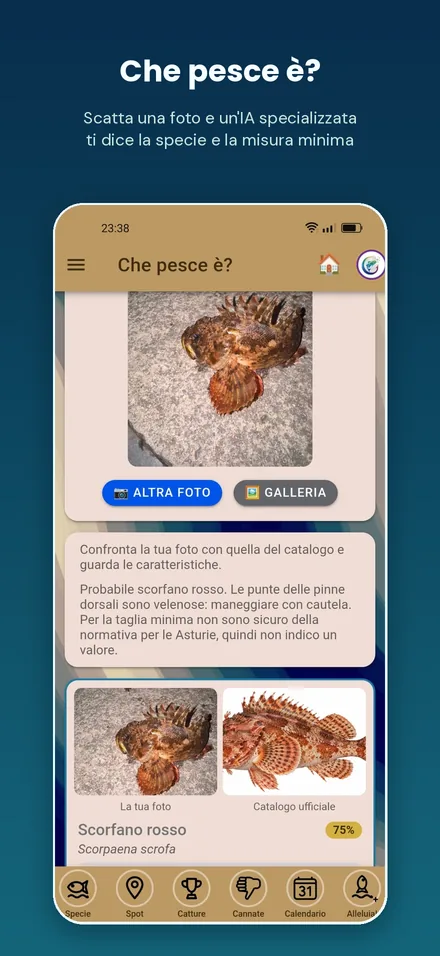 Che pesce è?
Scatta una foto e un'IA specializzata
ti dice la specie e la misura minima
23:38
Che pesce è?
ALTRA FOTO
GALLERIA
Confronta la tua foto con quella del catalogo e
guarda le caratteristiche.
Probabile scorfano rosso. Le punte delle pinne
dorsali sono velenose: maneggiare con cautela.
Per la taglia minima non sono sicuro della
normativa per le Asturie, quindi non indico un
valore.
La tua foto
Catalogo ufficiale
Scorfano rosso
75%
Scorpaena scrofa
31
Specie
Spot
Catture
Cannate
Calendario
Alleluia!